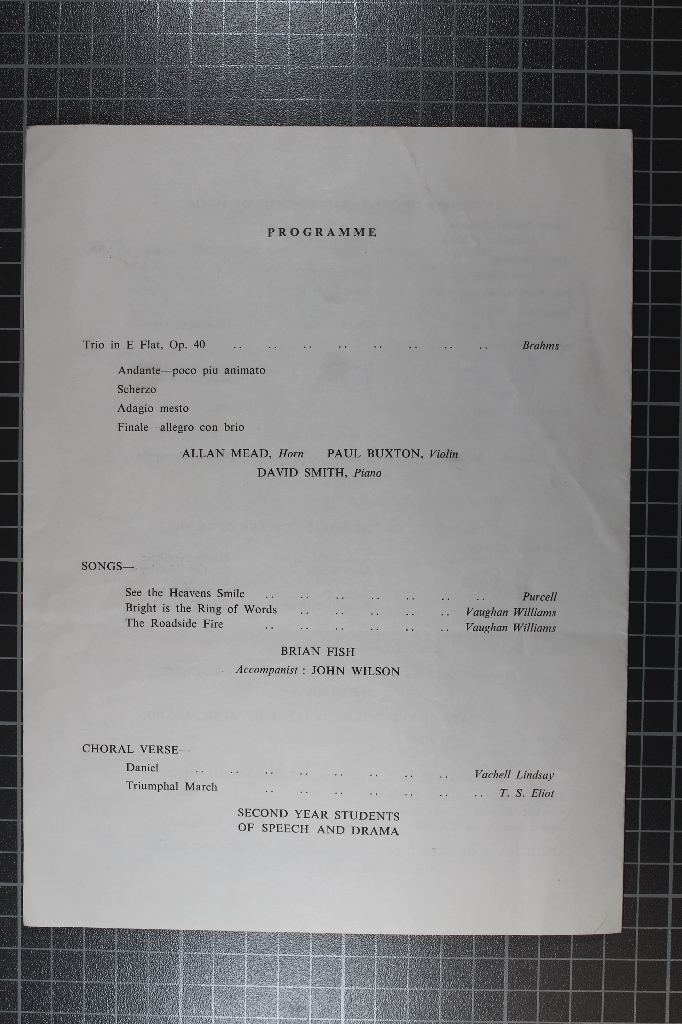 PROGRAMME
Trio in E Flat, Op. 40 .. .. .. .. .. .. .. .. Brahms
Andante—poco piu animato
Scherzo
Adagio mesto
Finale—allegro con brio
ALLAN MEAD, Horn PAUL BUXTON, Violin
DAVID SMITH, Piano
SONGS—
See the Heavens Smile .. .. .. .. .. .. .. Purcell
Bright is the Ring of Words .. .. .. .. .. Vaughan Williams
The Roadside Fire .. .. .. .. .. .. Vaughan Williams
BRIAN FISH
Accompanist : JOHN WILSON
CHORAL VERSE—
Daniel .. .. .. .. .. .. .. .. Vachell Lindsay
Triumphal March .. .. .. .. .. .. .. T. S. Eliot
SECOND YEAR STUDENTS
OF SPEECH AND DRAMA